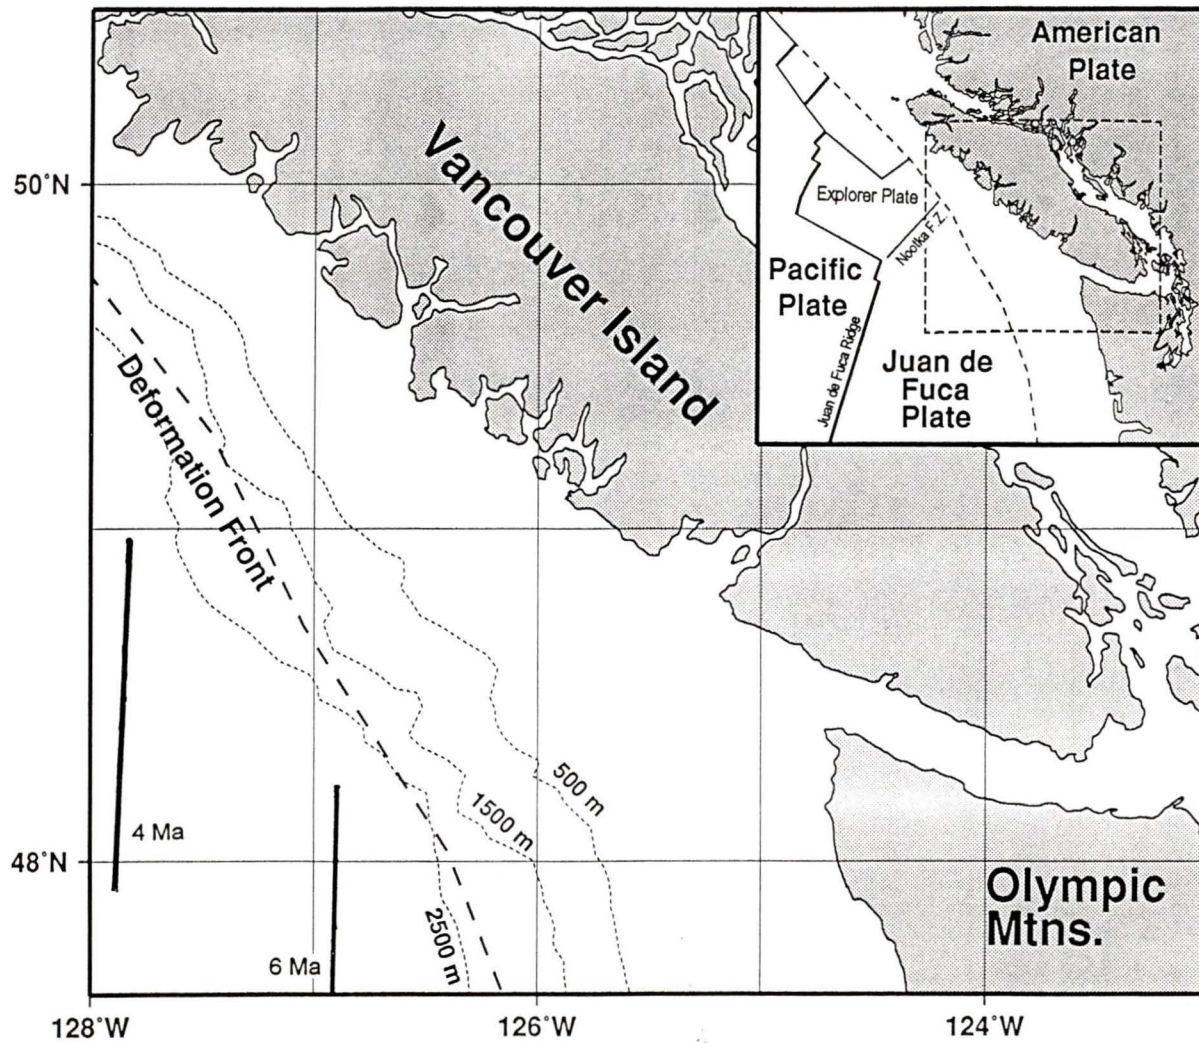 American
Plate
Explorer Plate
Nootka F.Z.
Pacific
Plate
Juan de Fuca Ridge
Juan de
Fuca
Plate
Vancouver Island
50°N
Deformation Front
500 m
1500 m
2500 m
4 Ma
6 Ma
48°N
Olympic
Mtns.
128°W
126°W
124°W